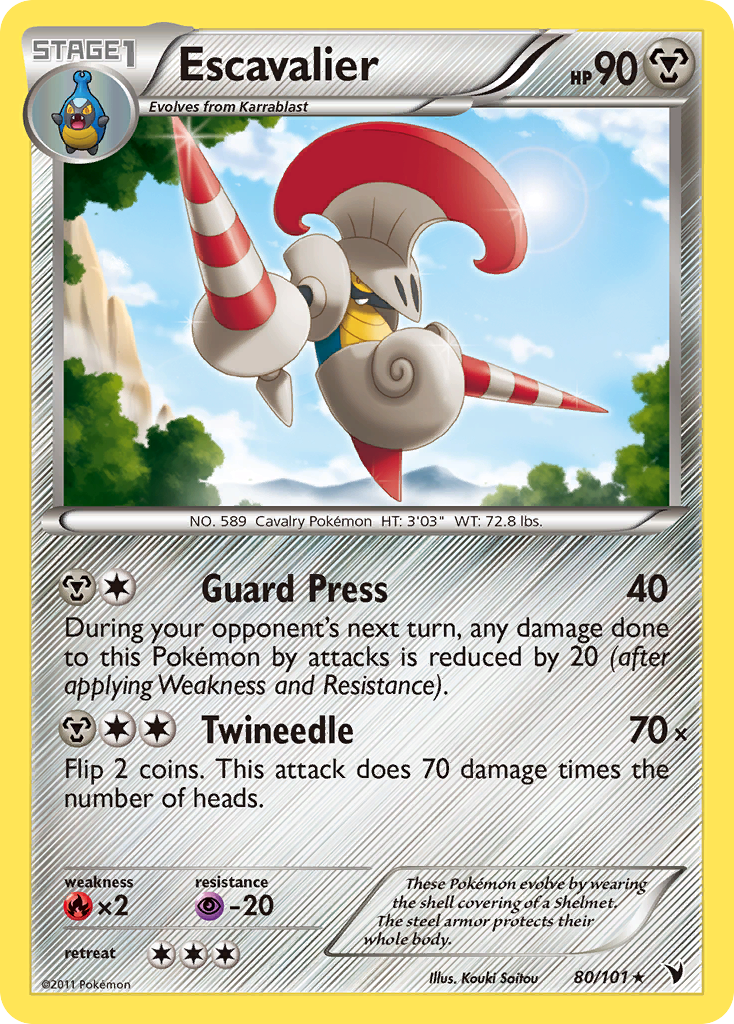 STAGE1
Escavalier
HP 90
Evolves from Karrablast
NO. 589 Cavalry Pokémon HT: 3'03" WT: 72.8 lbs.
Guard Press 40
During your opponent's next turn, any damage done
to this Pokémon by attacks is reduced by 20 (after
applying Weakness and Resistance).
Twineedle 70×
Flip 2 coins. This attack does 70 damage times the
number of heads.
weakness resistance
×2 -20
retreat
These Pokémon evolve by wearing
the shell covering of a Shelmet.
The steel armor protects their
whole body.
©2011 Pokémon Illus. Kouki Saitou 80/101★